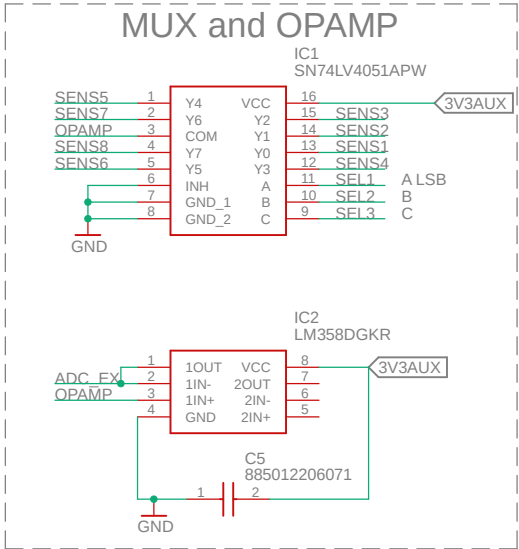 MUX and OPAMP
IC1
SN74LV4051APW
SENS5 1 Y4 VCC 16 3V3AUX
SENS7 2 Y6 Y2 15 SENS3
OPAMP 3 COM Y1 14 SENS2
SENS8 4 Y7 Y0 13 SENS1
SENS6 5 Y5 Y3 12 SENS4
6 INH A 11 SEL1 A LSB
7 GND_1 B 10 SEL2 B
8 GND_2 C 9 SEL3 C
GND
IC2
LM358DGKR
1 1OUT VCC 8 3V3AUX
ADC_EX 2 1IN- 2OUT 7
OPAMP 3 1IN+ 2IN- 6
4 GND 2IN+ 5
C5
885012206071
1 2
GND